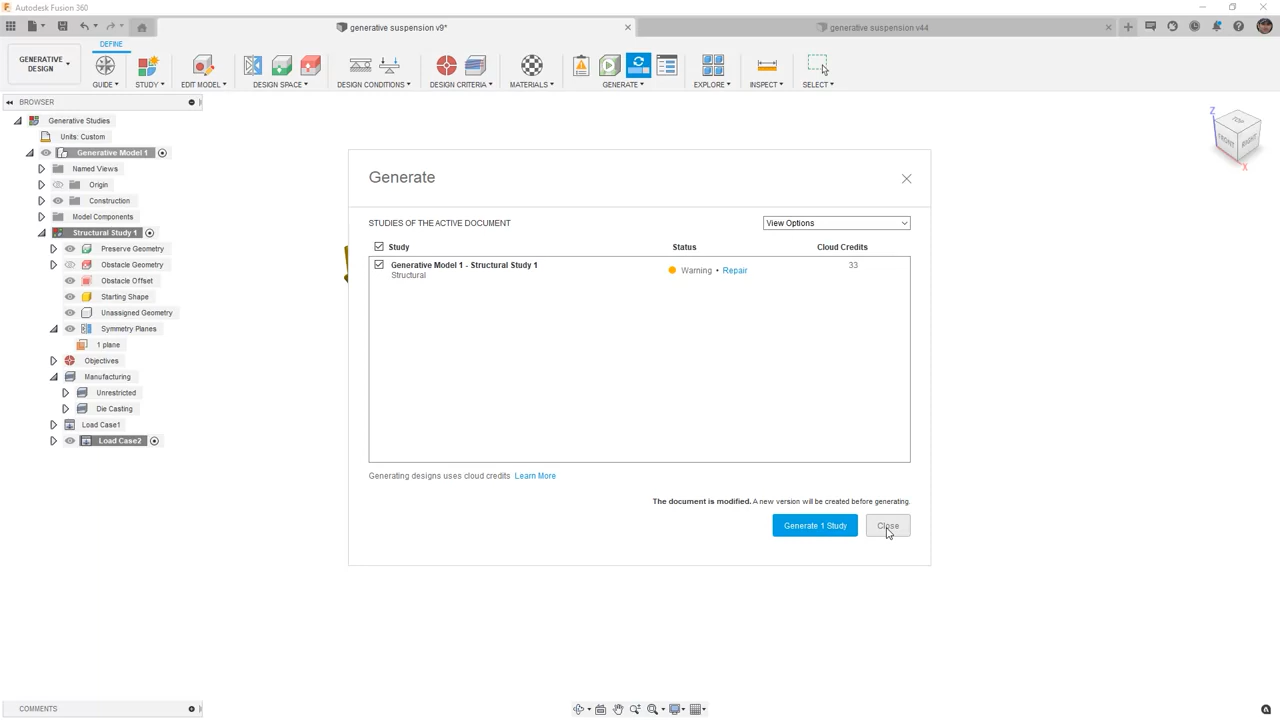 Autodesk Fusion 360
generative suspension v9*
generative suspension v44
GENERATIVE
DESIGN
DEFINE
GUIDE
STUDY
EDIT MODEL
DESIGN SPACE
DESIGN CONDITIONS
DESIGN CRITERIA
MATERIALS
GENERATE
EXPLORE
INSPECT
SELECT
BROWSER
Generative Studies
Units: Custom
Generative Model 1
Named Views
Origin
Construction
Model Components
Structural Study 1
Preserve Geometry
Obstacle Geometry
Obstacle Offset
Starting Shape
Unassigned Geometry
Symmetry Planes
1 plane
Objectives
Manufacturing
Unrestricted
Die Casting
Load Case1
Load Case2
Generate
STUDIES OF THE ACTIVE DOCUMENT
View Options
Study Status Cloud Credits
Generative Model 1 - Structural Study 1
Structural
Warning • Repair
33
Generating designs uses cloud credits Learn More
The document is modified. A new version will be created before generating.
Generate 1 Study
Close
Z
TOP
FRONT
RIGHT
X
COMMENTS